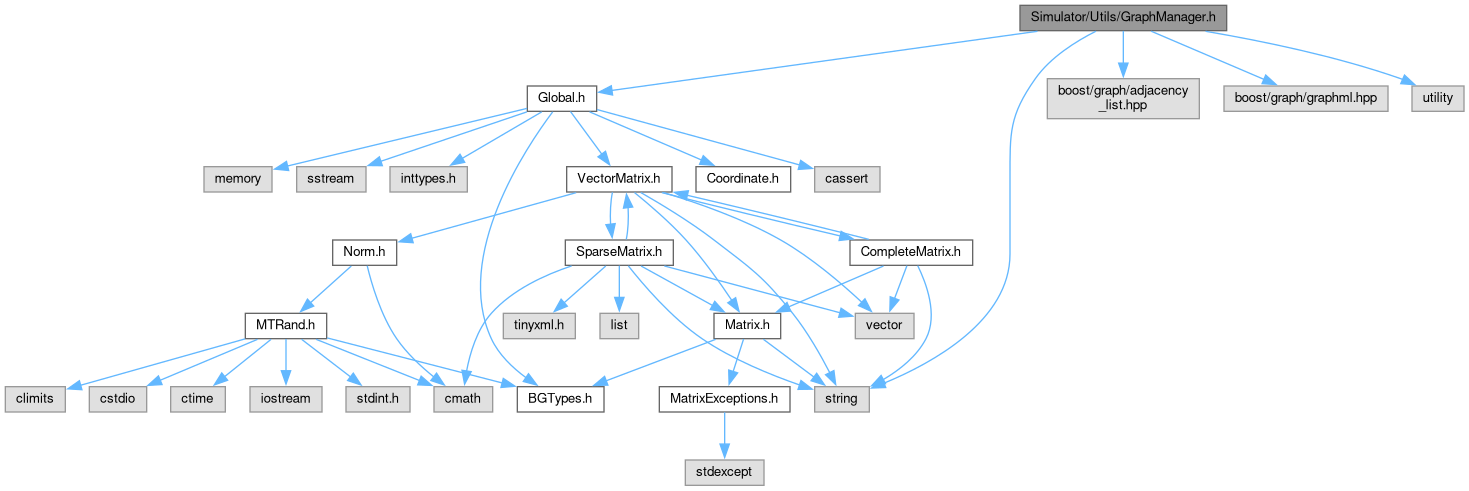 Simulator/Utils/GraphManager.h
Global.h
boost/graph/adjacency
_list.hpp
boost/graph/graphml.hpp
utility
memory
sstream
inttypes.h
VectorMatrix.h
Coordinate.h
cassert
Norm.h
SparseMatrix.h
CompleteMatrix.h
MTRand.h
tinyxml.h
list
Matrix.h
vector
climits
cstdio
ctime
iostream
stdint.h
cmath
BGTypes.h
MatrixExceptions.h
string
stdexcept